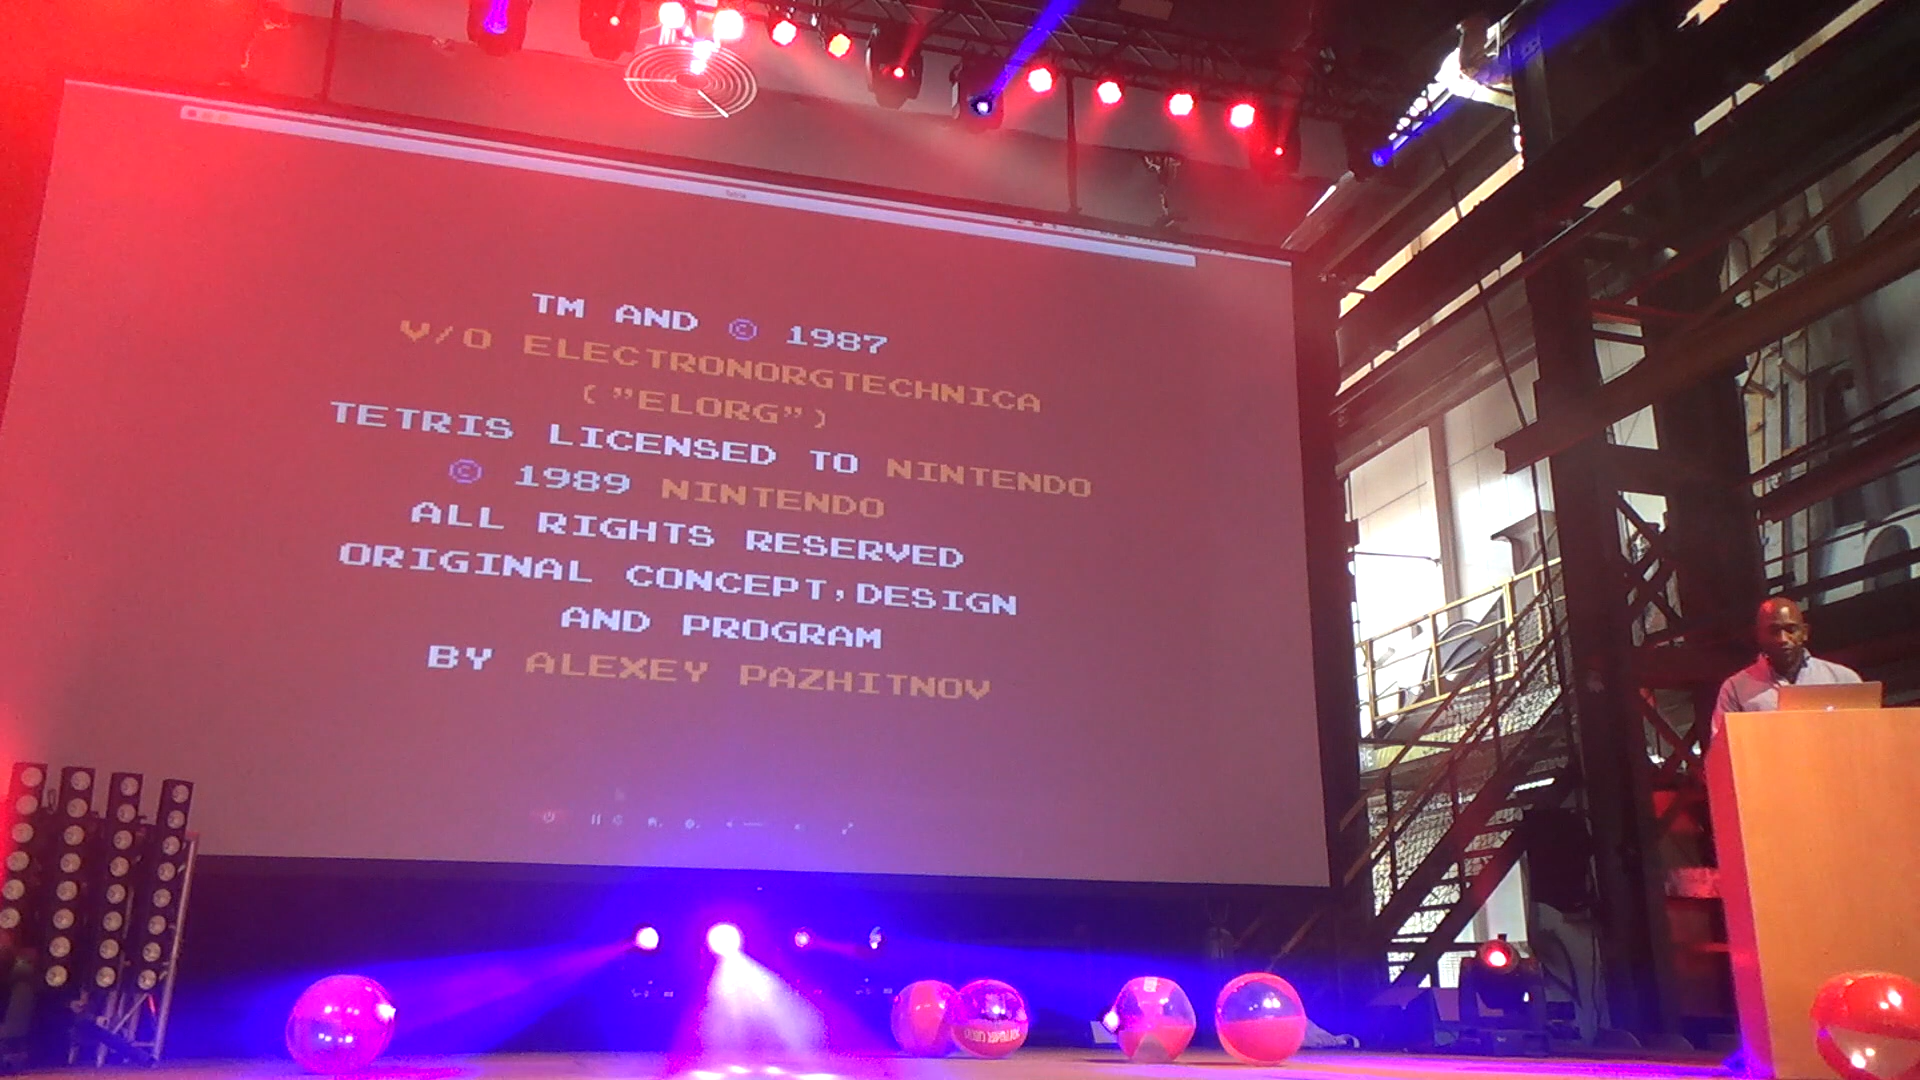 Tetris
TM AND © 1987
V/O ELECTRONORGTECHNICA
("ELORG")
TETRIS LICENSED TO NINTENDO
© 1989 NINTENDO
ALL RIGHTS RESERVED
ORIGINAL CONCEPT,DESIGN
AND PROGRAM
BY ALEXEY PAZHITNOV